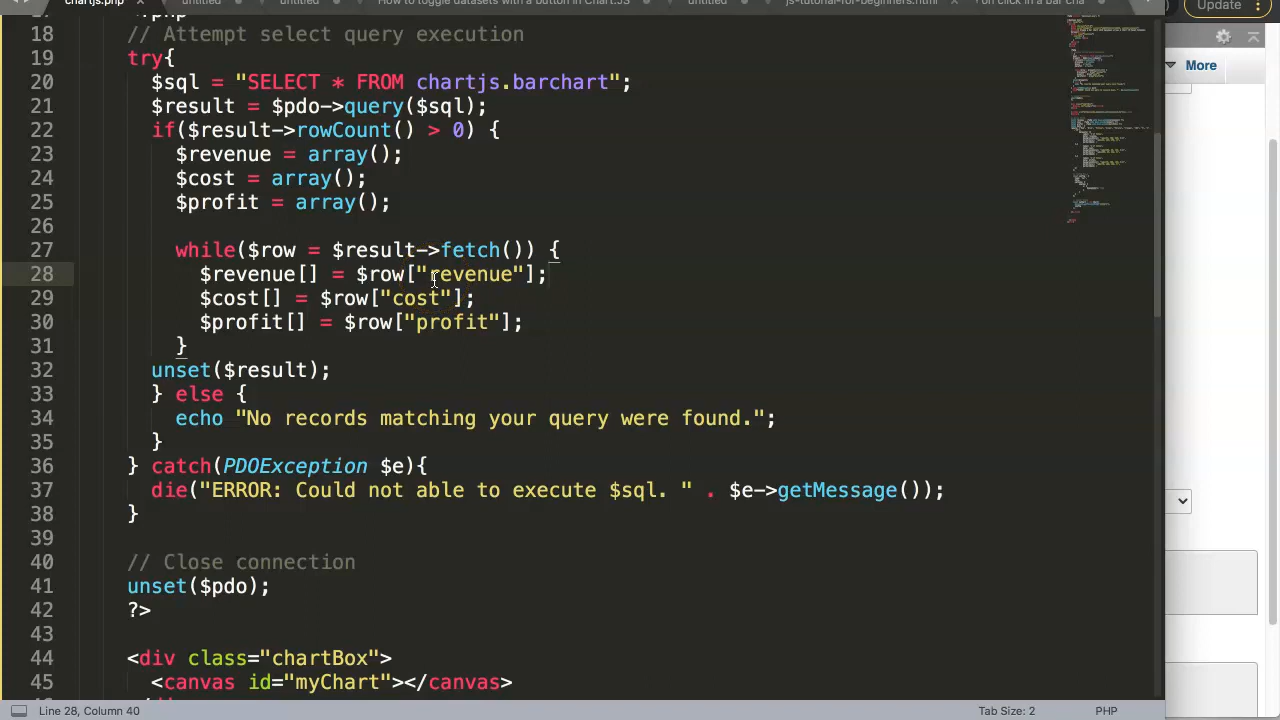 chartjs.php untitled untitled How to toggle datasets with a button in Chart.JS untitled js-tutorial-for-beginners.html on click in a bar cha Update
<?php
18 // Attempt select query execution
19 try{
20 $sql = "SELECT * FROM chartjs.barchart";
21 $result = $pdo->query($sql);
22 if($result->rowCount() > 0) {
23 $revenue = array();
24 $cost = array();
25 $profit = array();
26
27 while($row = $result->fetch()) {
28 $revenue[] = $row["revenue"];
29 $cost[] = $row["cost"];
30 $profit[] = $row["profit"];
31 }
32 unset($result);
33 } else {
34 echo "No records matching your query were found.";
35 }
36 } catch(PDOException $e){
37 die("ERROR: Could not able to execute $sql. " . $e->getMessage());
38 }
39
40 // Close connection
41 unset($pdo);
42 ?>
43
44 <div class="chartBox">
45 <canvas id="myChart"></canvas>
More
Line 28, Column 40 Tab Size: 2 PHP